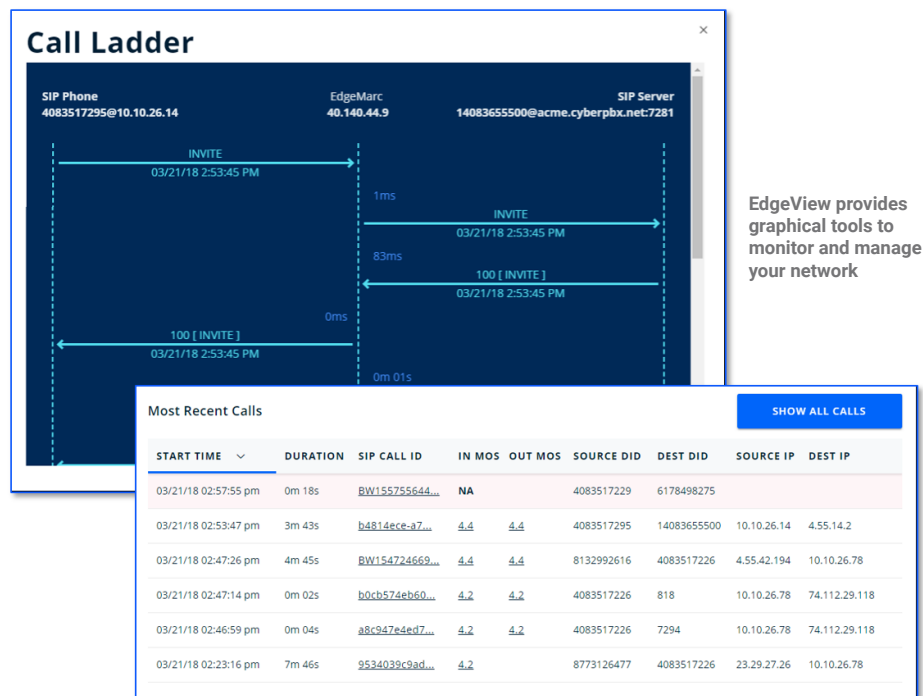 Call Ladder
×
SIP Phone EdgeMarc SIP Server
4083517295@10.10.26.14 40.140.44.9 14083655500@acme.cyberpbx.net:7281
INVITE
03/21/18 2:53:45 PM
1ms
INVITE
03/21/18 2:53:45 PM
83ms
100 [ INVITE ]
03/21/18 2:53:45 PM
0ms
100 [ INVITE ]
03/21/18 2:53:45 PM
0m 01s
EdgeView provides
graphical tools to
monitor and manage
your network
Most Recent Calls SHOW ALL CALLS
START TIME DURATION SIP CALL ID IN MOS OUT MOS SOURCE DID DEST DID SOURCE IP DEST IP
03/21/18 02:57:55 pm 0m 18s BW155755644... NA 4083517229 6178498275
03/21/18 02:53:47 pm 3m 43s b4814ece-a7... 4.4 4.4 4083517295 14083655500 10.10.26.14 4.55.14.2
03/21/18 02:47:26 pm 4m 45s BW154724669... 4.4 4.4 8132992616 4083517226 4.55.42.194 10.10.26.78
03/21/18 02:47:14 pm 0m 02s b0cb574eb60... 4.2 4.2 4083517226 818 10.10.26.78 74.112.29.118
03/21/18 02:46:59 pm 0m 04s a8c947e4ed7... 4.2 4.2 4083517226 7294 10.10.26.78 74.112.29.118
03/21/18 02:23:16 pm 7m 46s 9534039c9ad... 4.2 8773126477 4083517226 23.29.27.26 10.10.26.78